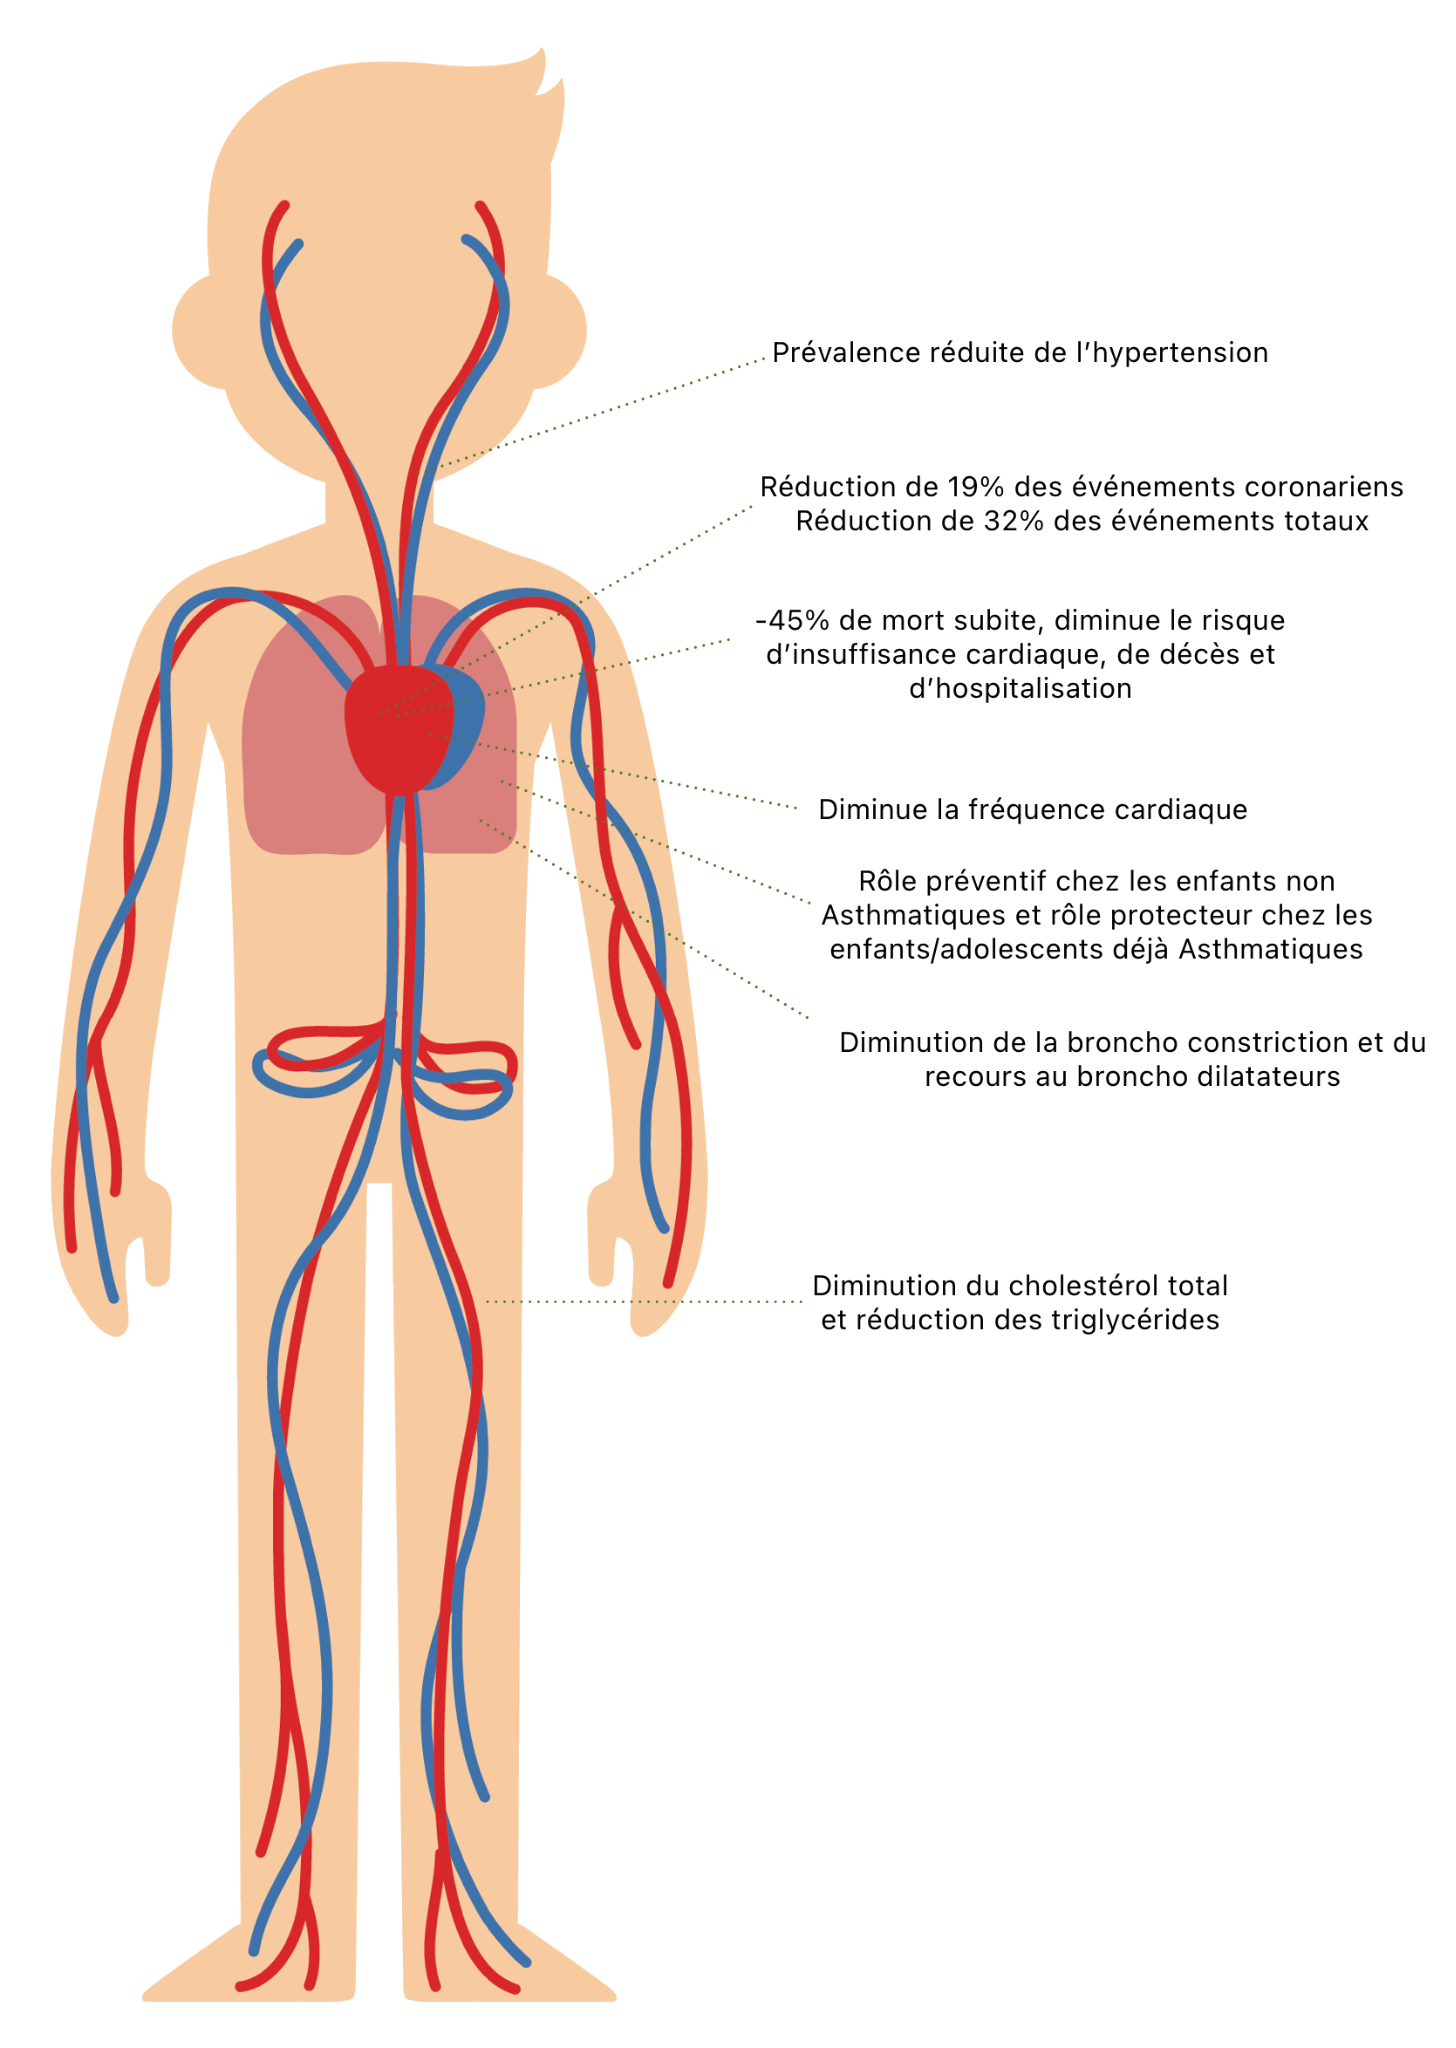 Prévalence réduite de l’hypertension
Réduction de 19% des événements coronariens
Réduction de 32% des événements totaux
-45% de mort subite, diminue le risque
d’insuffisance cardiaque, de décès et
d’hospitalisation
Diminue la fréquence cardiaque
Rôle préventif chez les enfants non
Asthmatiques et rôle protecteur chez les
enfants/adolescents déjà Asthmatiques
Diminution de la broncho constriction et du
recours au broncho dilatateurs
Diminution du cholestérol total
et réduction des triglycérides